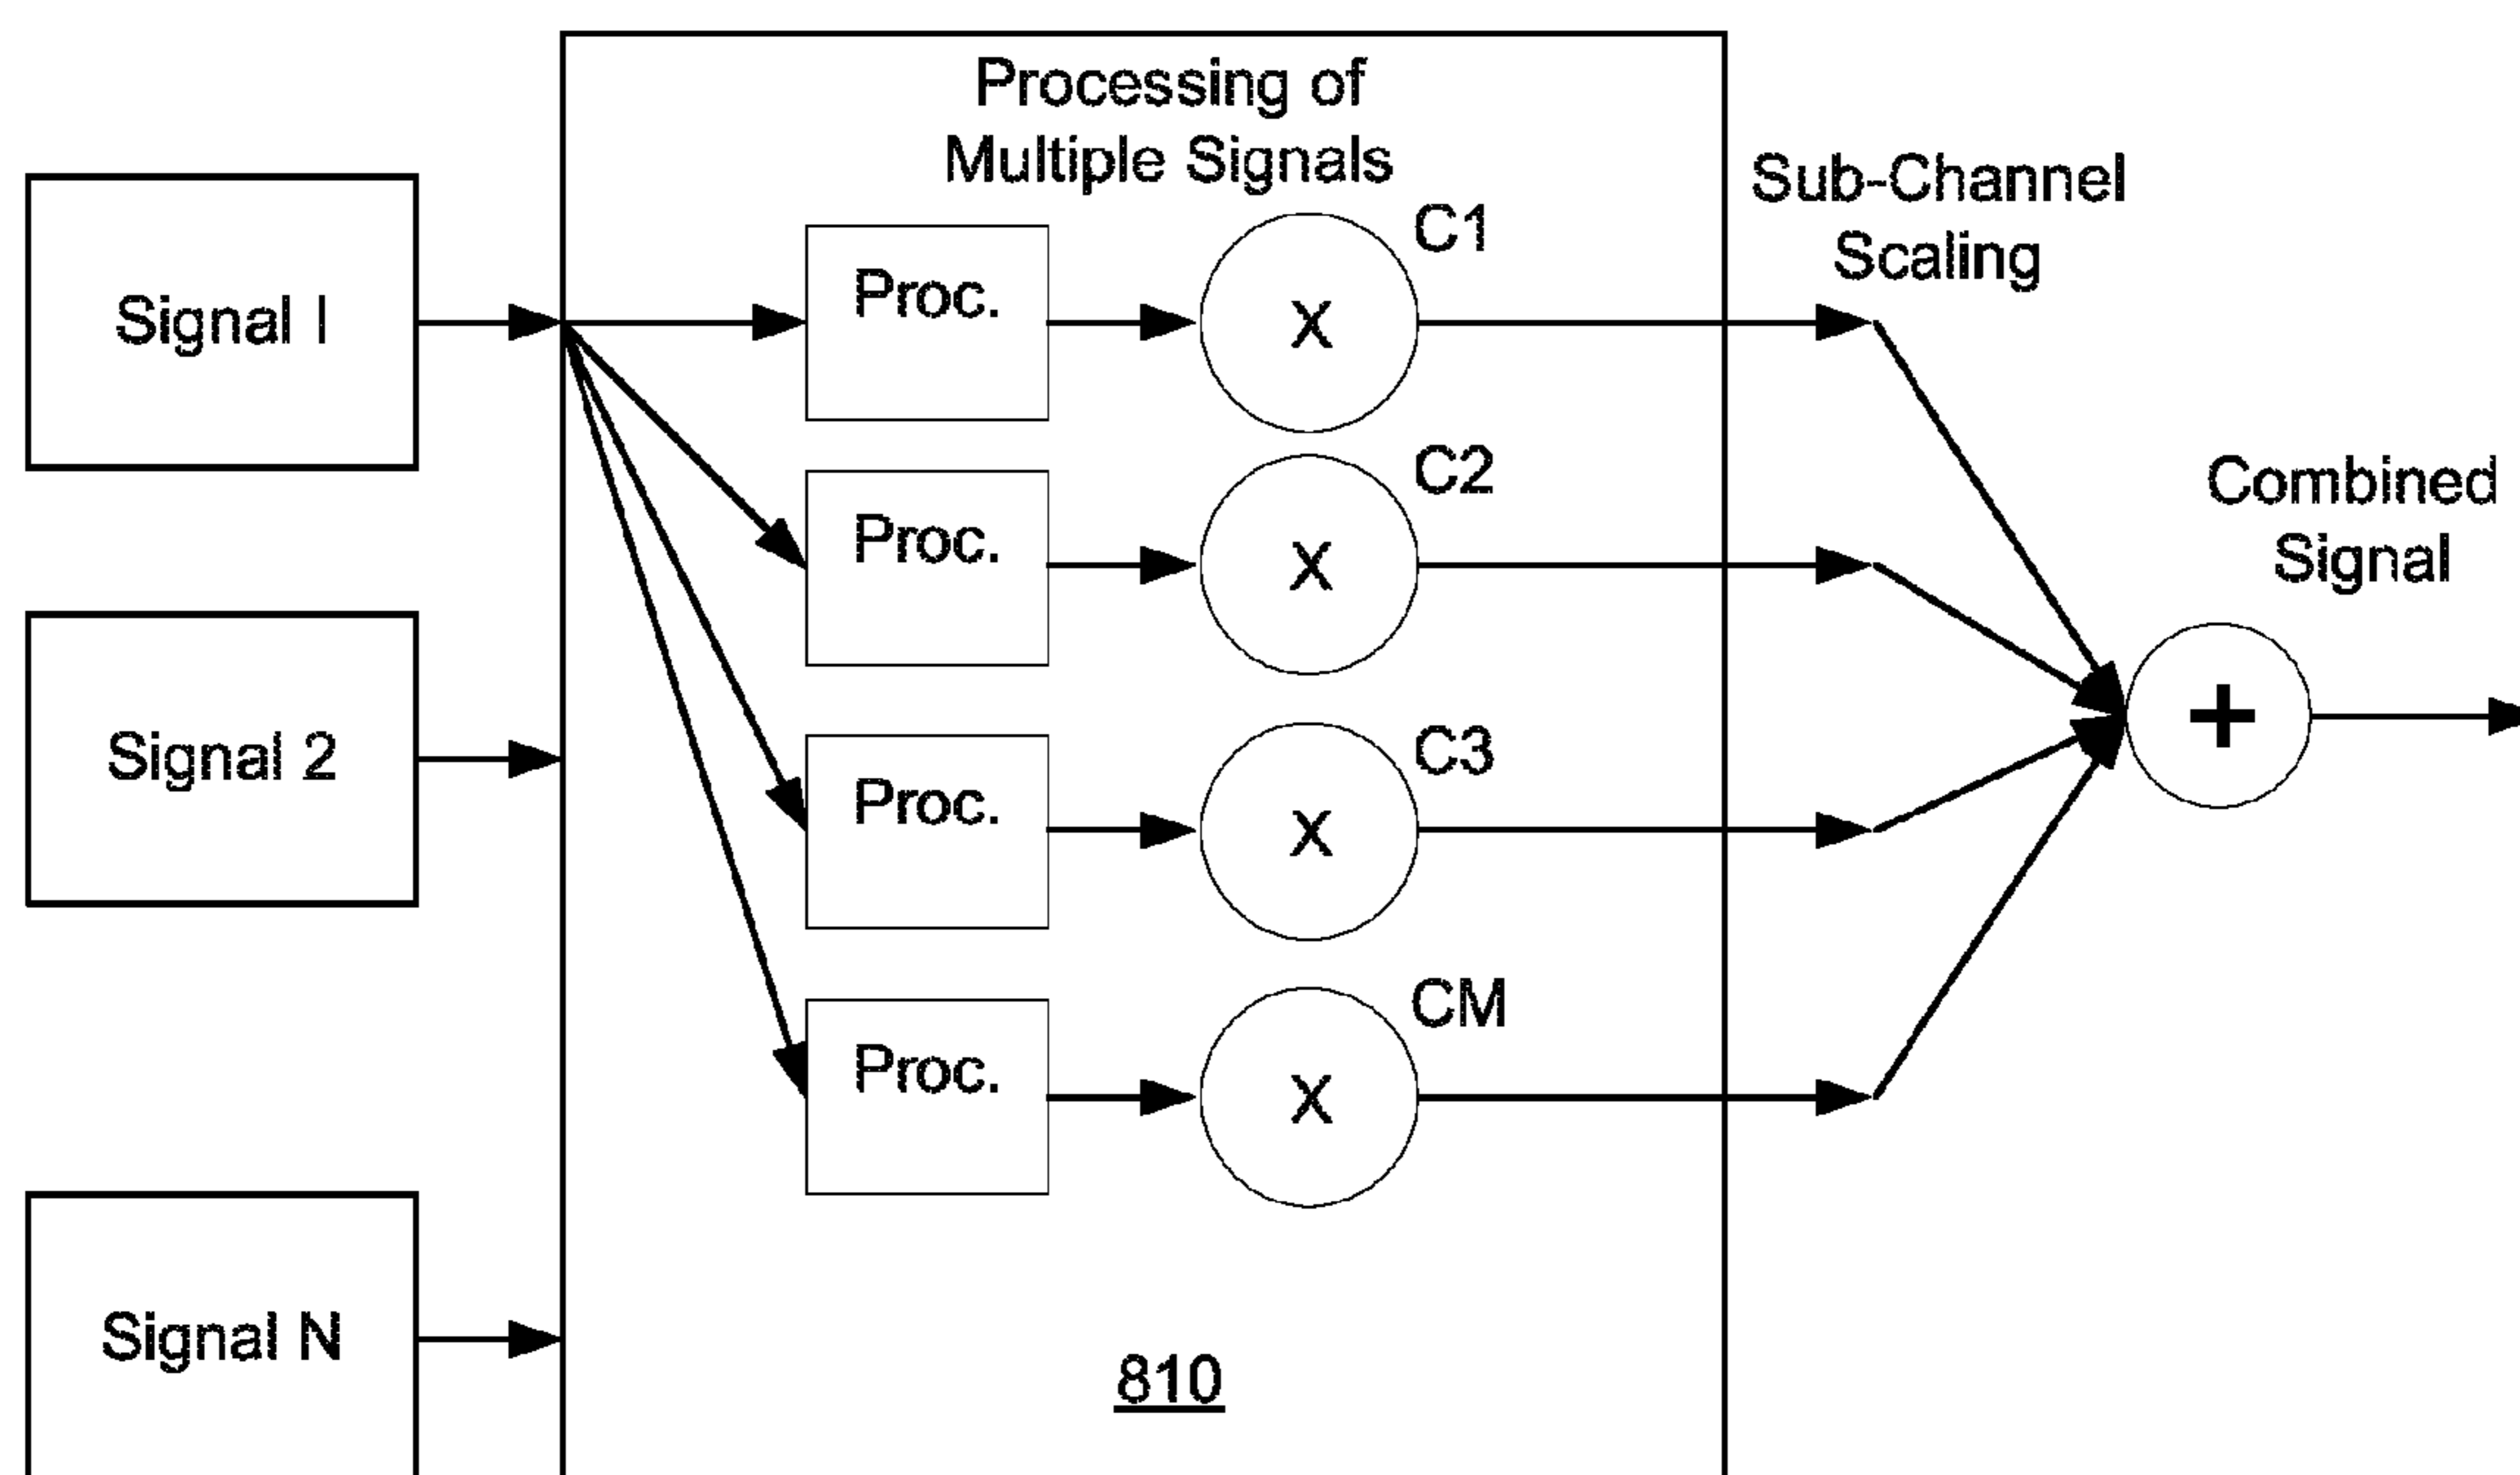 Processing of
Multiple Signals
Sub-Channel
Scaling
Combined
Signal
Signal I
Signal 2
Signal N
Proc.
X
C1
Proc.
X
C2
Proc.
X
C3
Proc.
X
CM
+
810